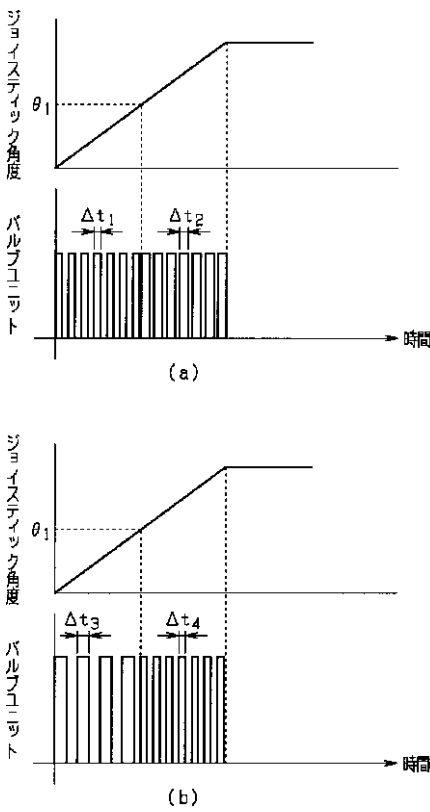 ジョイスティック角度
θ1
バルブユニット
Δt1
Δt2
時間
(a)
ジョイスティック角度
θ1
バルブユニット
Δt3
Δt4
時間
(b)